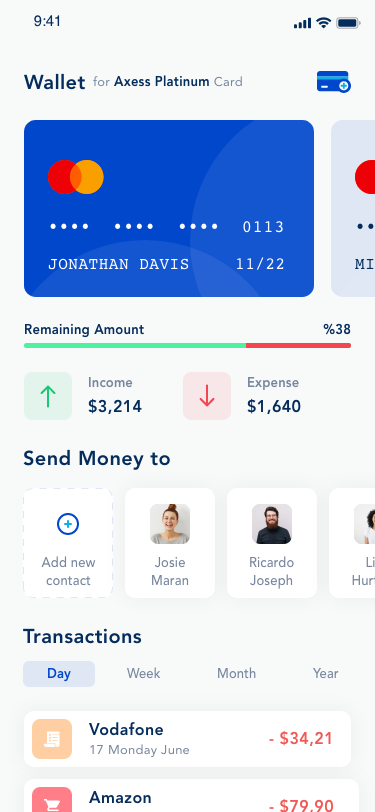 9:41
Wallet for Axess Platinum Card
•••• •••• •••• 0113 ••
JONATHAN DAVIS 11/22 MI
Remaining Amount %38
Income Expense
$3,214 $1,640
Send Money to
Add new contact
Josie Maran
Ricardo Joseph
Li
Hur
Transactions
Day Week Month Year
Vodafone
17 Monday June
- $34,21
Amazon
- $79,90